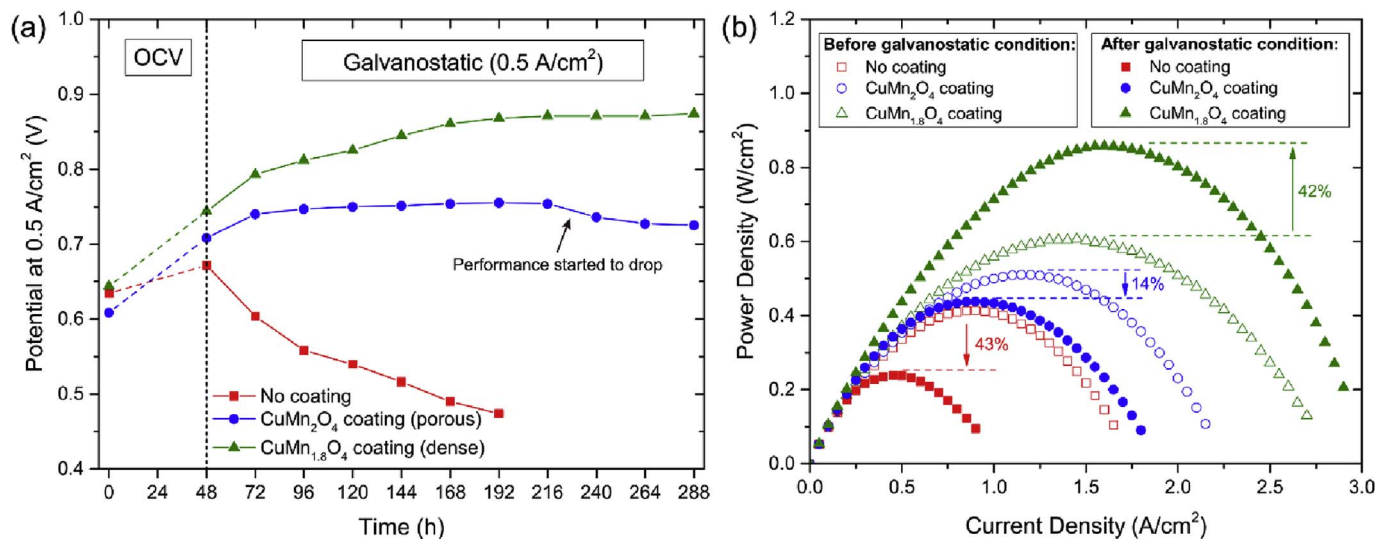 (a)
OCV
Galvanostatic (0.5 A/cm²)
Potential at 0.5 A/cm² (V)
1.0
0.9
0.8
0.7
0.6
0.5
0.4
Performance started to drop
No coating
CuMn₂O₄ coating (porous)
CuMn₁.₈O₄ coating (dense)
0 24 48 72 96 120 144 168 192 216 240 264 288
Time (h)
(b)
Before galvanostatic condition:
No coating
CuMn₂O₄ coating
CuMn₁.₈O₄ coating
After galvanostatic condition:
No coating
CuMn₂O₄ coating
CuMn₁.₈O₄ coating
Power Density (W/cm²)
1.2
1.0
0.8
0.6
0.4
0.2
0.0
42%
14%
43%
0.5 1.0 1.5 2.0 2.5 3.0
Current Density (A/cm²)